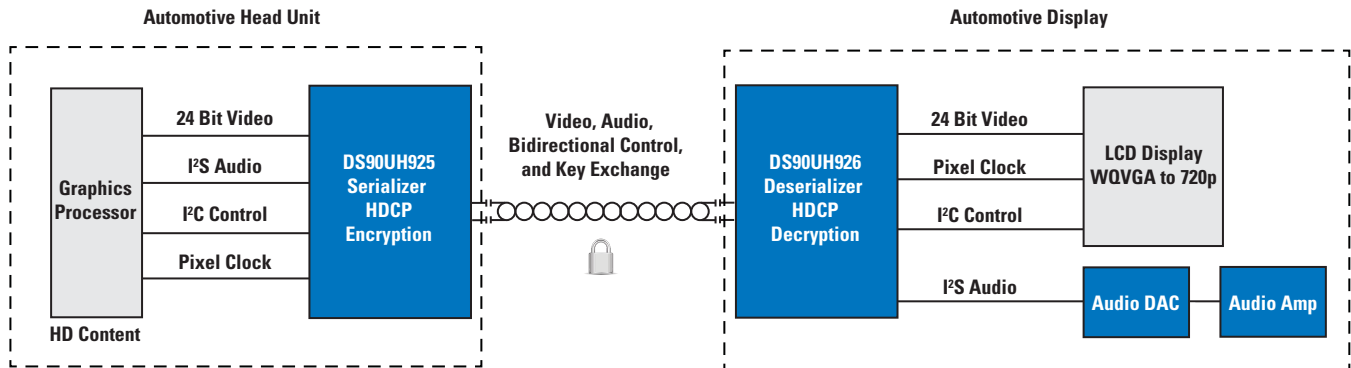 Automotive Head Unit
Automotive Display
Graphics
Processor
HD Content
24 Bit Video
I²S Audio
I²C Control
Pixel Clock
DS90UH925
Serializer
HDCP
Encryption
Video, Audio,
Bidirectional Control,
and Key Exchange
DS90UH926
Deserializer
HDCP
Decryption
24 Bit Video
Pixel Clock
I²C Control
I²S Audio
LCD Display
WQVGA to 720p
Audio DAC
Audio Amp